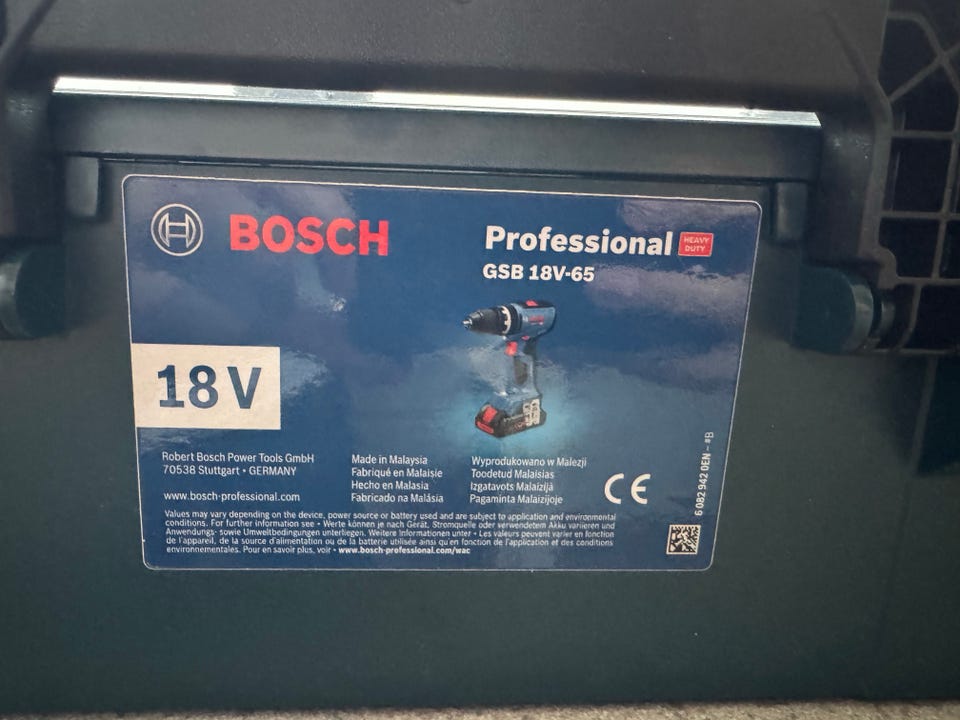 BOSCH
Professional HEAVY DUTY
GSB 18V-65
18 V
Robert Bosch Power Tools GmbH
70538 Stuttgart • GERMANY
www.bosch-professional.com
Made in Malaysia
Fabriqué en Malaisie
Hecho en Malasia
Fabricado na Malásia
Wyprodukowano w Malezji
Toodetud Malaisias
Izgatavots Malaizijā
Pagaminta Malaizijoje
CE
6 082 942 0EN – #B
Values may vary depending on the device, power source or battery used and are subject to application and environmental
conditions. For further information see • Werte können je nach Gerät, Stromquelle oder verwendetem Akku variieren und
Anwendungs- sowie Umweltbedingungen unterliegen. Weitere Informationen unter • Les valeurs peuvent varier en fonction
de l'appareil, de la source d'alimentation ou de la batterie utilisée ainsi qu'en fonction de l'application et des conditions
environnementales. Pour en savoir plus, voir • www.bosch-professional.com/wac